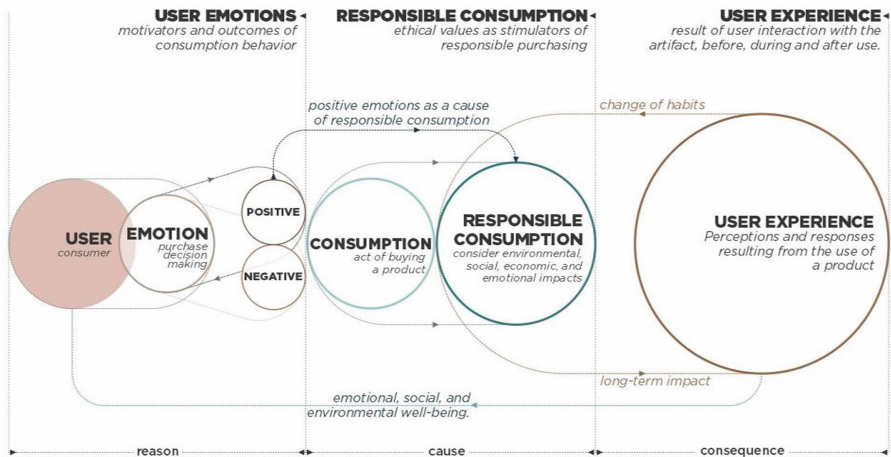 USER EMOTIONS
motivators and outcomes of
consumption behavior
RESPONSIBLE CONSUMPTION
ethical values as stimulators of
responsible purchasing
USER EXPERIENCE
result of user interaction with the
artifact, before, during and after use.
positive emotions as a cause
of responsible consumption
change of habits
USER
consumer
EMOTION
purchase
decision
making
POSITIVE
NEGATIVE
CONSUMPTION
act of buying
a product
RESPONSIBLE
CONSUMPTION
consider environmental,
social, economic, and
emotional impacts
USER EXPERIENCE
Perceptions and responses
resulting from the use of
a product
long-term impact
emotional, social, and
environmental well-being.
reason
cause
consequence